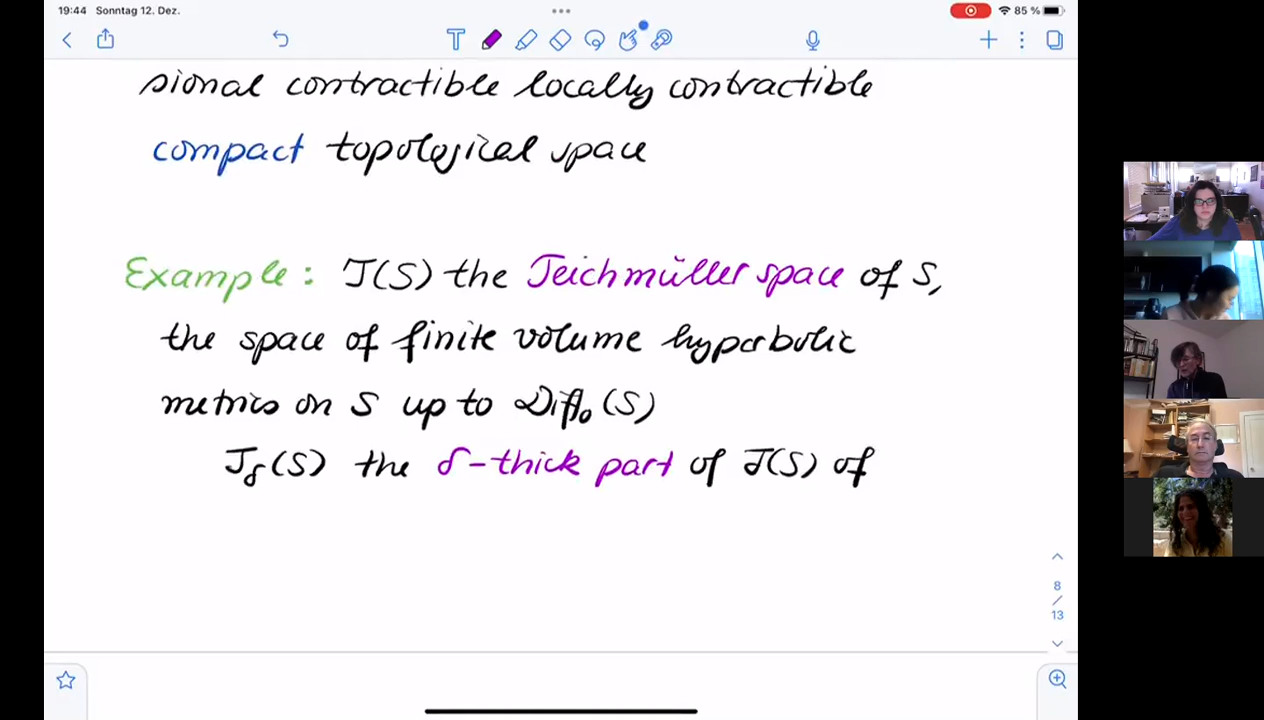 19:44 Sonntag 12. Dez.
85 %
sional contractible locally contractible
compact topological space
Example: T(S) the Teichmüller space of S,
the space of finite volume hyperbolic
metrics on S up to Diff₀(S)
T_δ(S) the δ-thick part of T(S) of
8
/
13